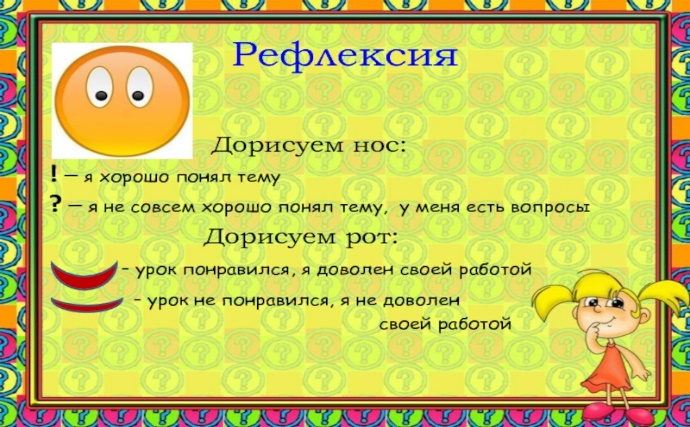 Рефлексия
Дорисуем нос:
! – я хорошо понял тему
? – я не совсем хорошо понял тему, у меня есть вопросы
Дорисуем рот:
– урок понравился, я доволен своей работой
– урок не понравился, я не доволен
своей работой